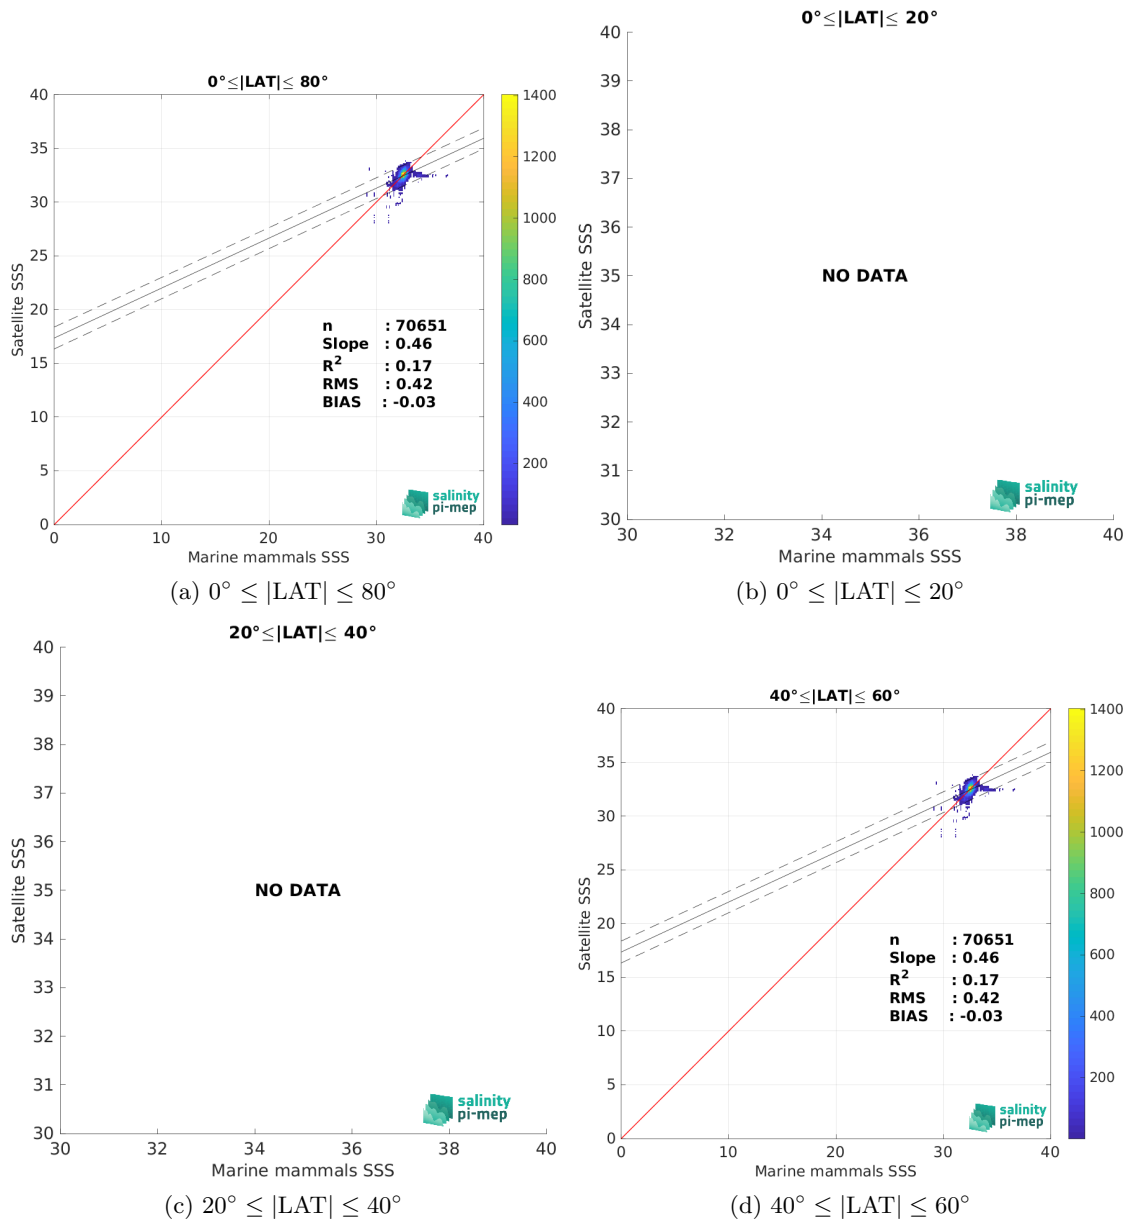 0°≤|LAT|≤ 80°
40
35
30
25
20
15
10
5
0
0
10
20
30
40
Satellite SSS
Marine mammals SSS
n : 70651
Slope : 0.46
R² : 0.17
RMS : 0.42
BIAS : -0.03
salinity
pi-mep
1400
1200
1000
800
600
400
200
(a) 0° ≤ |LAT| ≤ 80°
0°≤|LAT|≤ 20°
40
39
38
37
36
35
34
33
32
31
30
30
32
34
36
38
40
Satellite SSS
NO DATA
Marine mammals SSS
salinity
pi-mep
(b) 0° ≤ |LAT| ≤ 20°
20°≤|LAT|≤ 40°
40
39
38
37
36
35
34
33
32
31
30
30
32
34
36
38
40
Satellite SSS
NO DATA
Marine mammals SSS
salinity
pi-mep
(c) 20° ≤ |LAT| ≤ 40°
40°≤|LAT|≤ 60°
40
35
30
25
20
15
10
5
0
0
10
20
30
40
Satellite SSS
Marine mammals SSS
n : 70651
Slope : 0.46
R² : 0.17
RMS : 0.42
BIAS : -0.03
salinity
pi-mep
1400
1200
1000
800
600
400
200
(d) 40° ≤ |LAT| ≤ 60°